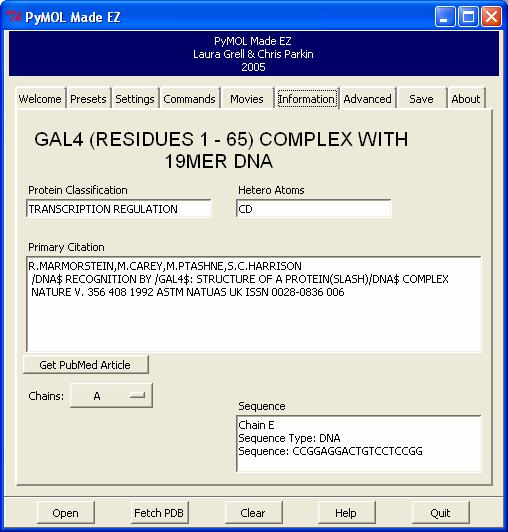 PyMOL Made EZ
PyMOL Made EZ
Laura Grell & Chris Parkin
2005
Welcome Presets Settings Commands Movies Information Advanced Save About
GAL4 (RESIDUES 1 - 65) COMPLEX WITH
19MER DNA
Protein Classification Hetero Atoms
TRANSCRIPTION REGULATION CD
Primary Citation
R.MARMORSTEIN,M.CAREY,M.PTASHNE,S.C.HARRISON
/DNA$ RECOGNITION BY /GAL4$: STRUCTURE OF A PROTEIN(SLASH)/DNA$ COMPLEX
NATURE V. 356 408 1992 ASTM NATUAS UK ISSN 0028-0836 006
Get PubMed Article
Chains: A
Sequence
Chain E
Sequence Type: DNA
Sequence: CCGGAGGACTGTCCTCCGG
Open Fetch PDB Clear Help Quit